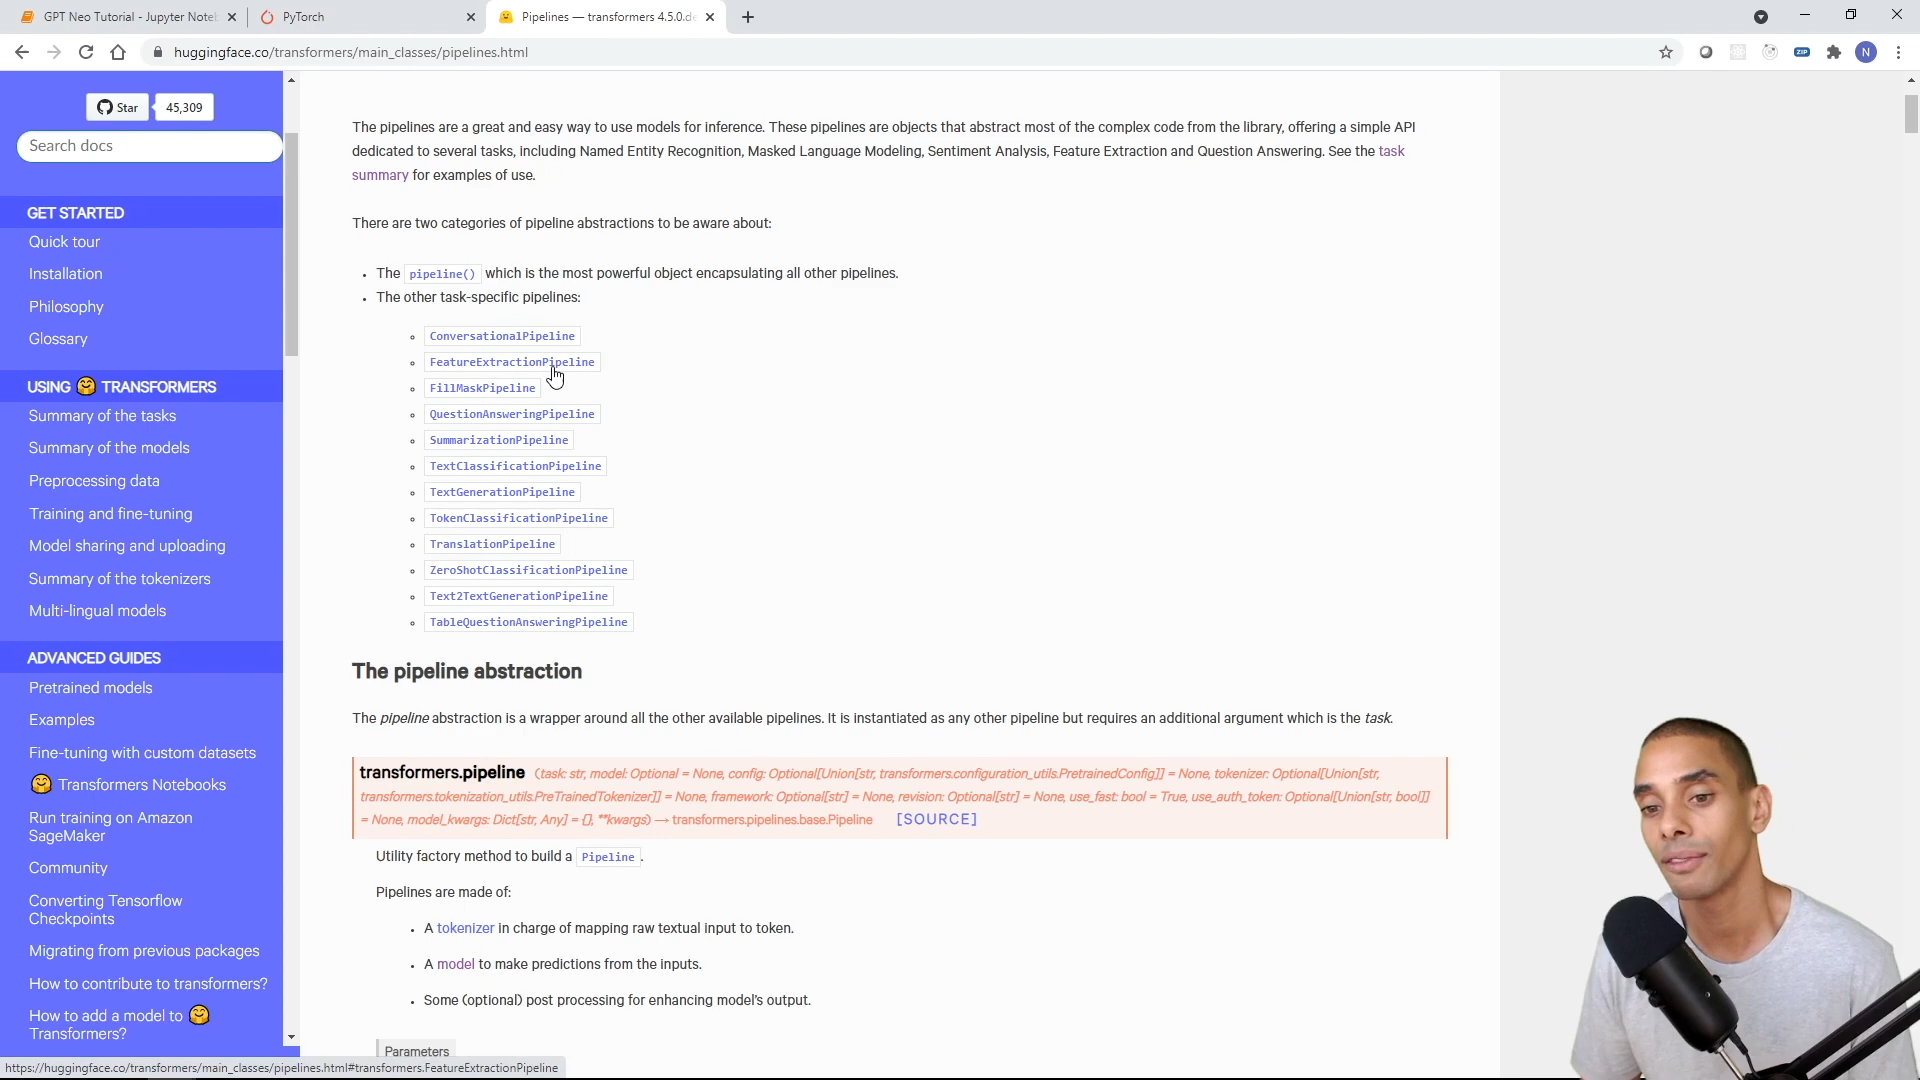 GPT Neo Tutorial - Jupyter Noteb
PyTorch
Pipelines — transformers 4.5.0.de
huggingface.co/transformers/main_classes/pipelines.html
ZIP
N
Star
45,309
Search docs
GET STARTED
Quick tour
Installation
Philosophy
Glossary
USING 🤗 TRANSFORMERS
Summary of the tasks
Summary of the models
Preprocessing data
Training and fine-tuning
Model sharing and uploading
Summary of the tokenizers
Multi-lingual models
ADVANCED GUIDES
Pretrained models
Examples
Fine-tuning with custom datasets
🤗 Transformers Notebooks
Run training on Amazon
SageMaker
Community
Converting Tensorflow
Checkpoints
Migrating from previous packages
How to contribute to transformers?
How to add a model to 🤗
Transformers?
The pipelines are a great and easy way to use models for inference. These pipelines are objects that abstract most of the complex code from the library, offering a simple API
dedicated to several tasks, including Named Entity Recognition, Masked Language Modeling, Sentiment Analysis, Feature Extraction and Question Answering. See the task
summary for examples of use.
There are two categories of pipeline abstractions to be aware about:
The pipeline() which is the most powerful object encapsulating all other pipelines.
The other task-specific pipelines:
ConversationalPipeline
FeatureExtractionPipeline
FillMaskPipeline
QuestionAnsweringPipeline
SummarizationPipeline
TextClassificationPipeline
TextGenerationPipeline
TokenClassificationPipeline
TranslationPipeline
ZeroShotClassificationPipeline
Text2TextGenerationPipeline
TableQuestionAnsweringPipeline
The pipeline abstraction
The pipeline abstraction is a wrapper around all the other available pipelines. It is instantiated as any other pipeline but requires an additional argument which is the task.
transformers.pipeline (task: str, model: Optional = None, config: Optional[Union[str, transformers.configuration_utils.PretrainedConfig]] = None, tokenizer: Optional[Union[str,
transformers.tokenization_utils.PreTrainedTokenizer]] = None, framework: Optional[str] = None, revision: Optional[str] = None, use_fast: bool = True, use_auth_token: Optional[Union[str, bool]]
= None, model_kwargs: Dict[str, Any] = {}, **kwargs) → transformers.pipelines.base.Pipeline [SOURCE]
Utility factory method to build a Pipeline.
Pipelines are made of:
A tokenizer in charge of mapping raw textual input to token.
A model to make predictions from the inputs.
Some (optional) post processing for enhancing model's output.
Parameters
https://huggingface.co/transformers/main_classes/pipelines.html#transformers.FeatureExtractionPipeline